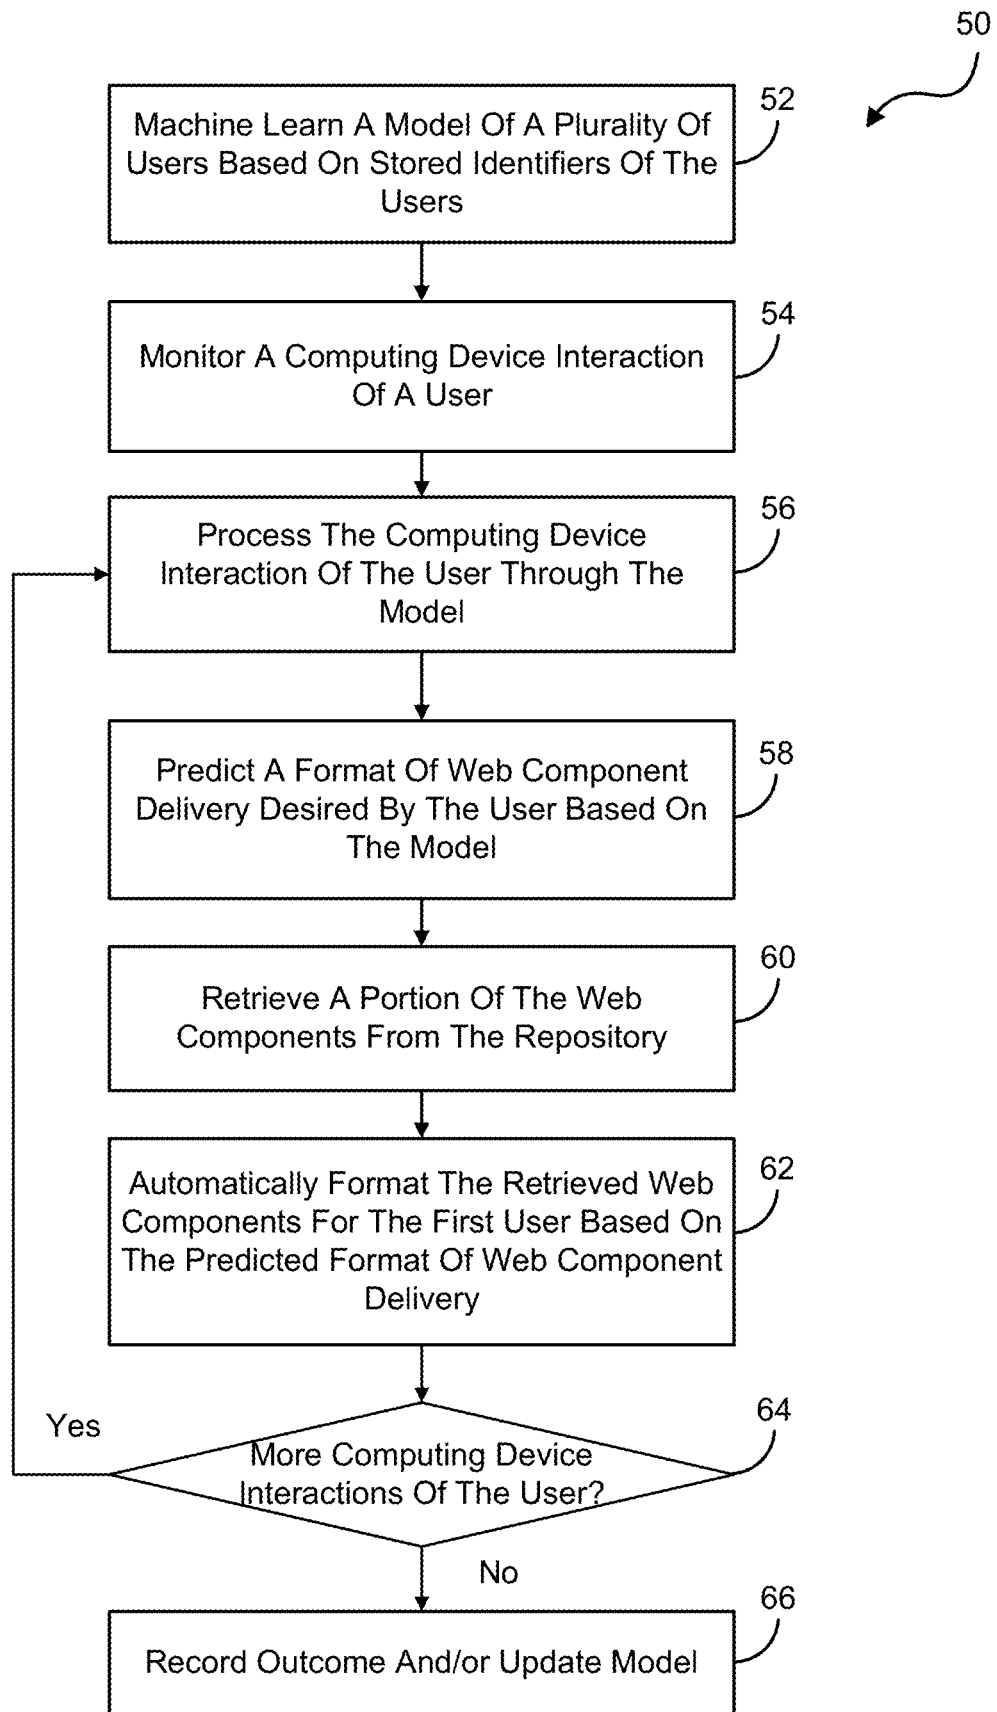 50
52
Machine Learn A Model Of A Plurality Of
Users Based On Stored Identifiers Of The
Users
54
Monitor A Computing Device Interaction
Of A User
56
Process The Computing Device
Interaction Of The User Through The
Model
58
Predict A Format Of Web Component
Delivery Desired By The User Based On
The Model
60
Retrieve A Portion Of The Web
Components From The Repository
62
Automatically Format The Retrieved Web
Components For The First User Based On
The Predicted Format Of Web Component
Delivery
64
Yes
More Computing Device
Interactions Of The User?
No
66
Record Outcome And/or Update Model